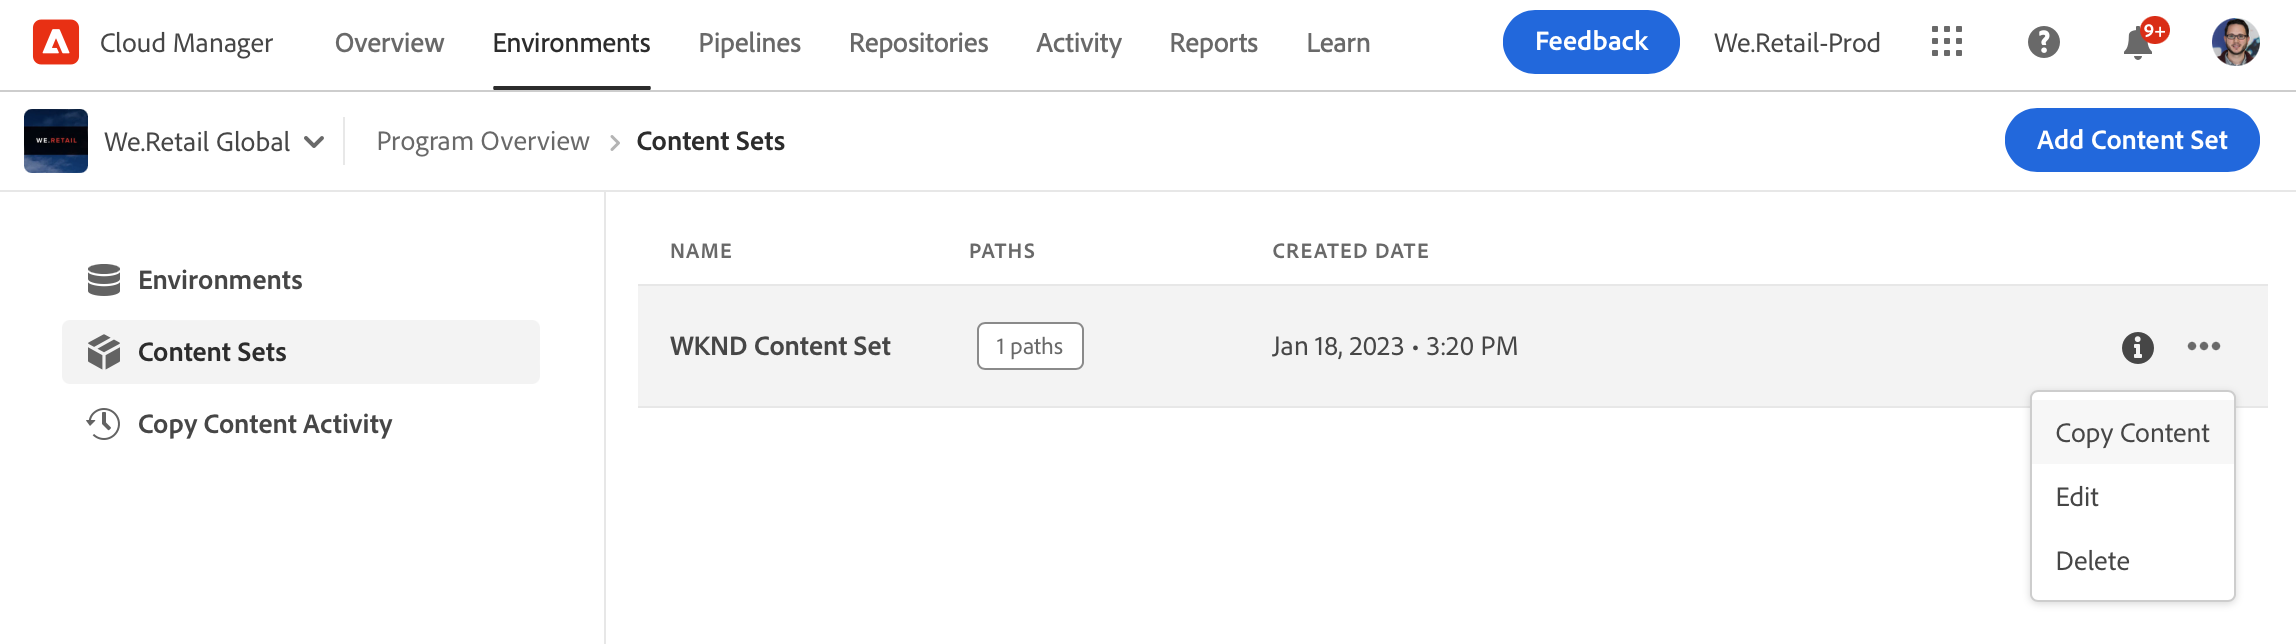 Cloud Manager Overview Environments Pipelines Repositories Activity Reports Learn Feedback We.Retail-Prod 9+
WE.RETAIL We.Retail Global Program Overview Content Sets Add Content Set
Environments
Content Sets
Copy Content Activity
NAME PATHS CREATED DATE
WKND Content Set 1 paths Jan 18, 2023 • 3:20 PM
Copy Content
Edit
Delete